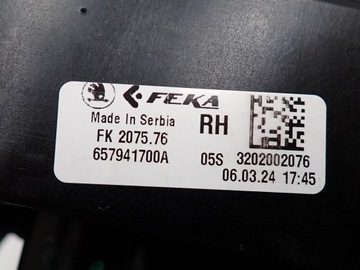 FEKA
Made In Serbia RH
FK 2075.76
657941700A 05S 3202002076
06.03.24 17:45